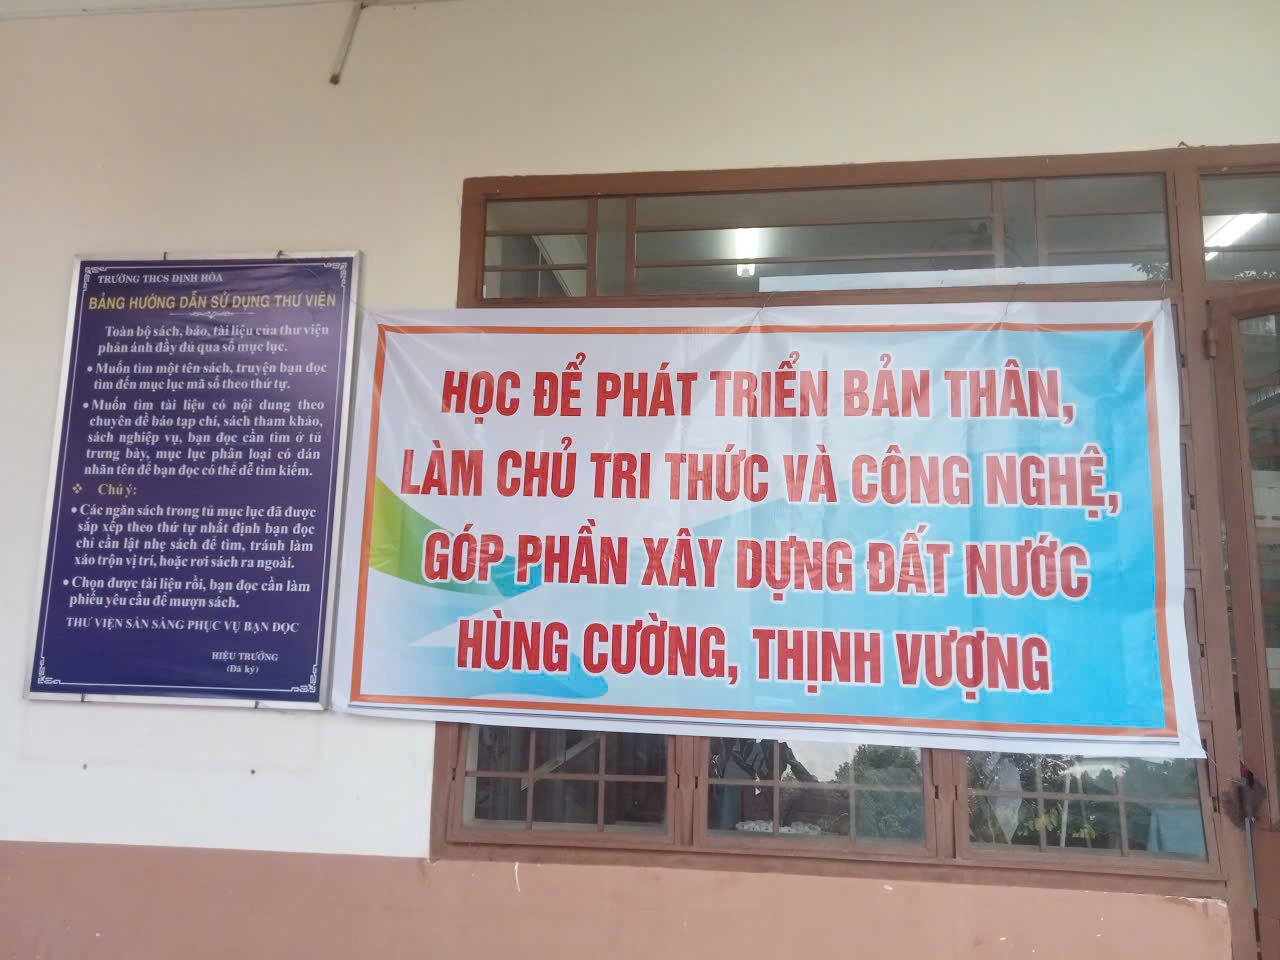 TRƯỜNG THCS ĐỊNH HÒA
BẢNG HƯỚNG DẪN SỬ DỤNG THƯ VIỆN
Toàn bộ sách, báo, tài liệu của thư viện
phản ánh đầy đủ qua sổ mục lục.
• Muốn tìm một tên sách, truyện bạn đọc
tìm đến mục lục mã số theo thứ tự.
• Muốn tìm tài liệu có nội dung theo
chuyên đề báo tạp chí, sách tham khảo,
sách nghiệp vụ, bạn đọc cần tìm ở tủ
trưng bày, mục lục phân loại có dán
nhãn tên để bạn đọc có thể dễ tìm kiếm.
❖ Chú ý:
• Các ngăn sách trong tủ mục lục đã được
sắp xếp theo thứ tự nhất định bạn đọc
chỉ cần lật nhẹ sách để tìm, tránh làm
xáo trộn vị trí, hoặc rơi sách ra ngoài.
• Chọn được tài liệu rồi, bạn đọc cần làm
phiếu yêu cầu để mượn sách.
THƯ VIỆN SẴN SÀNG PHỤC VỤ BẠN ĐỌC
HIỆU TRƯỞNG
(Đã ký)
HỌC ĐỂ PHÁT TRIỂN BẢN THÂN,
LÀM CHỦ TRI THỨC VÀ CÔNG NGHỆ,
GÓP PHẦN XÂY DỰNG ĐẤT NƯỚC
HÙNG CƯỜNG, THỊNH VƯỢNG